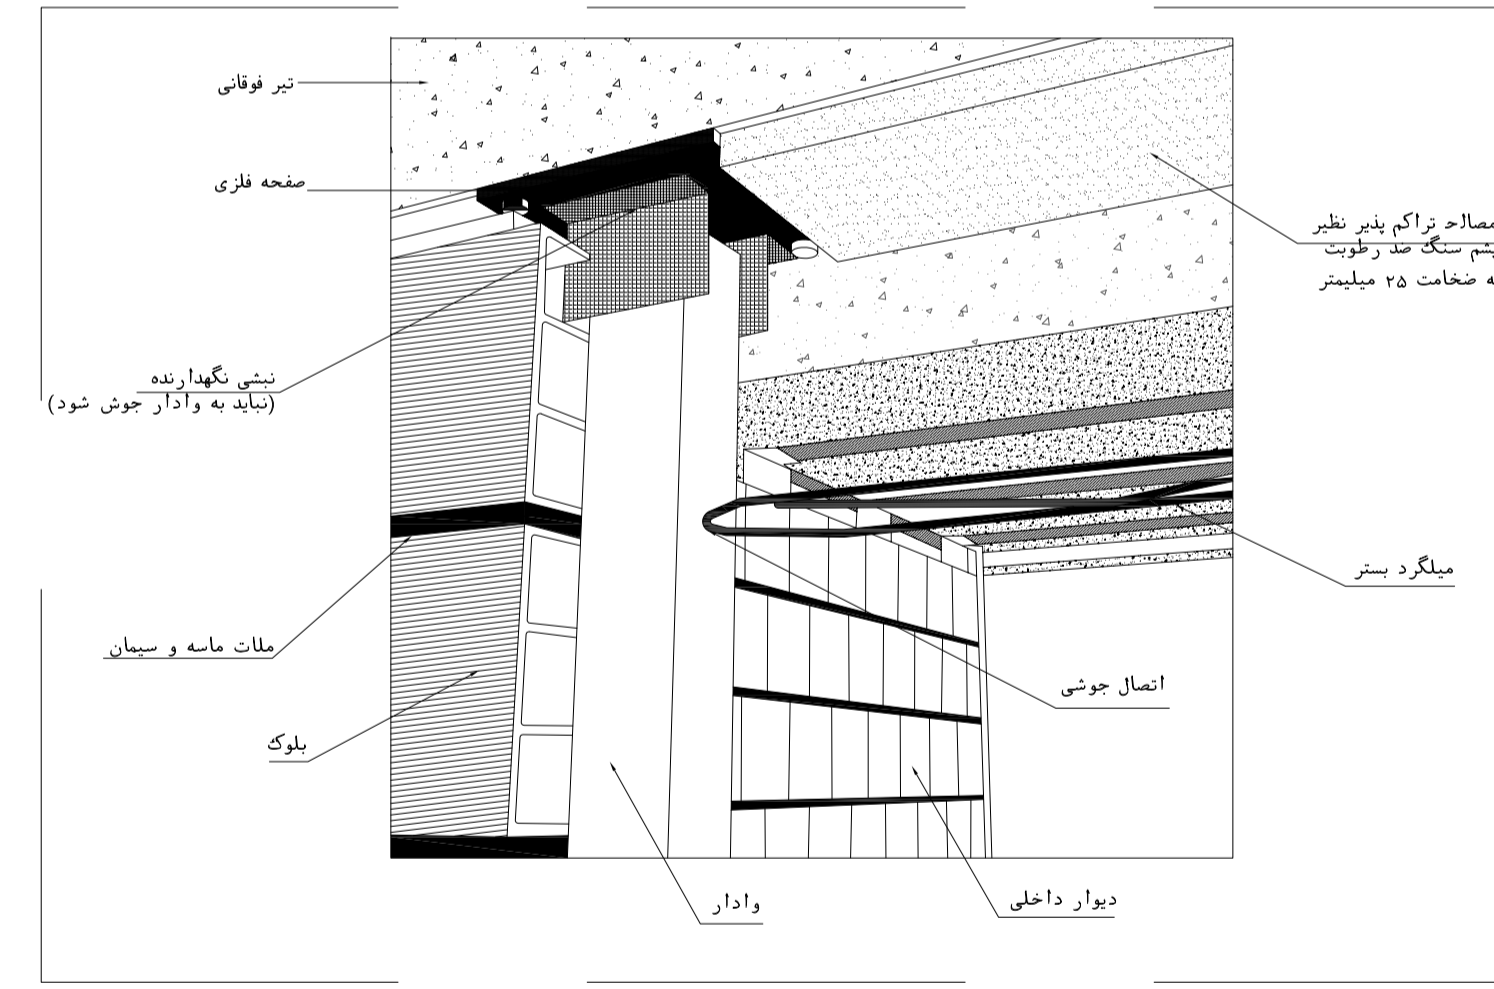 تیر فوقانی
صفحه فلزی
مصالح تراکم پذیر نظیر
پشم سنگ ضد رطوبت
به ضخامت ۲۵ میلیمتر
نبشی نگهدارنده
(نباید به وادار جوش شود)
میلگرد بستر
ملات ماسه و سیمان
اتصال جوشی
بلوک
دیوار داخلی
وادار